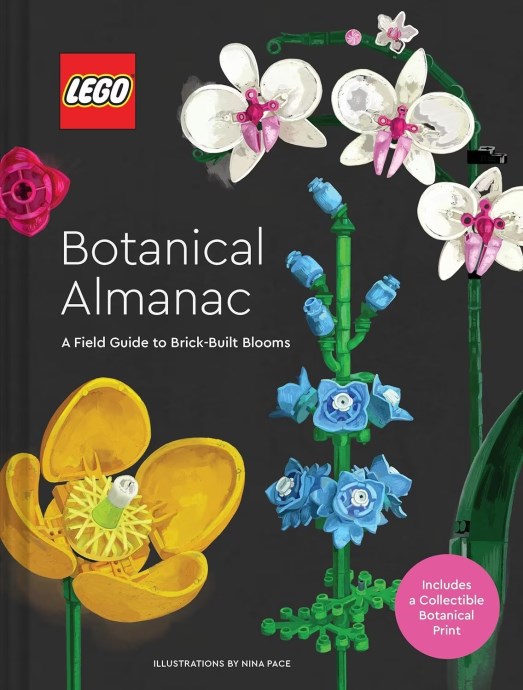 LEGO
Botanical
Almanac
A Field Guide to Brick-Built Blooms
Includes
a Collectible
Botanical
Print
ILLUSTRATIONS BY NINA PACE